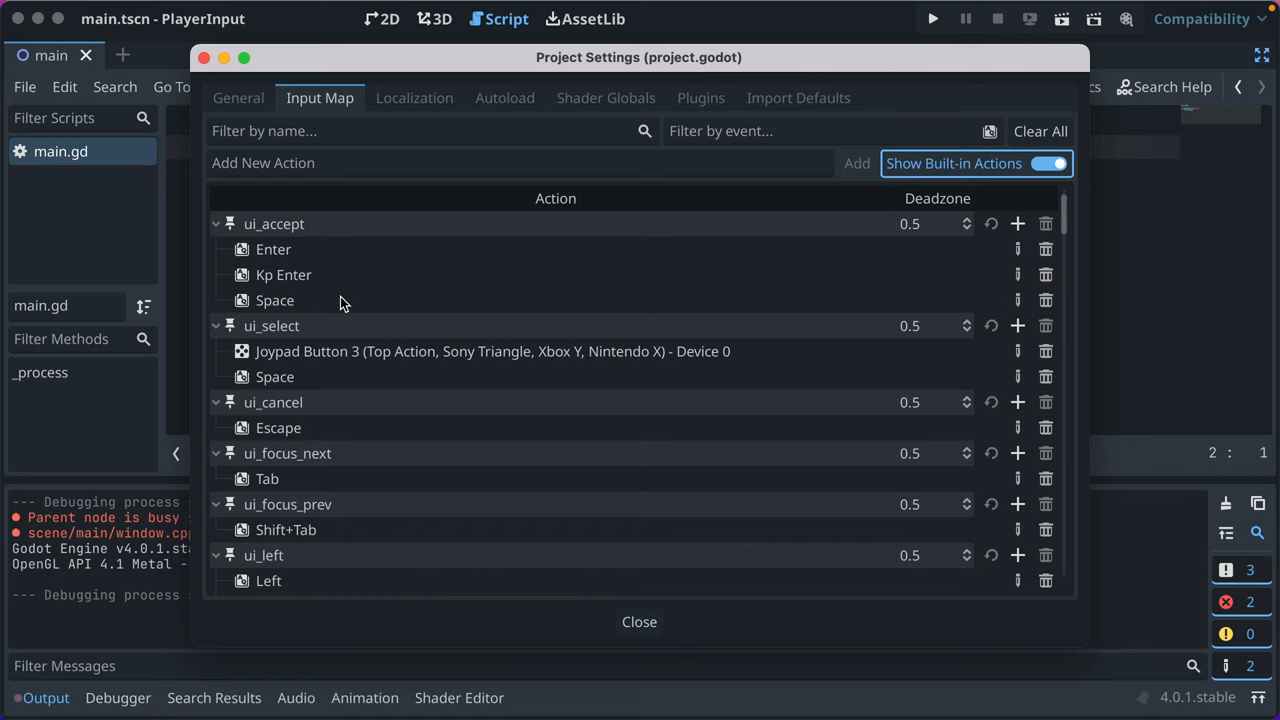 main.tscn - PlayerInput
2D 3D Script AssetLib
Compatibility
main
File Edit Search Go To
Search Help
Filter Scripts
main.gd
main.gd
Filter Methods
_process
Project Settings (project.godot)
General Input Map Localization Autoload Shader Globals Plugins Import Defaults
Filter by name... Filter by event... Clear All
Add New Action Add Show Built-in Actions
Action Deadzone
ui_accept 0.5
Enter
Kp Enter
Space
ui_select 0.5
Joypad Button 3 (Top Action, Sony Triangle, Xbox Y, Nintendo X) - Device 0
Space
ui_cancel 0.5
Escape
ui_focus_next 0.5
Tab
ui_focus_prev 0.5
Shift+Tab
ui_left 0.5
Left
Close
2 : 1
--- Debugging process
Parent node is busy
scene/main/window.cpp
Godot Engine v4.0.1.sta
OpenGL API 4.1 Metal -
--- Debugging process
3
2
0
2
Filter Messages
Output Debugger Search Results Audio Animation Shader Editor
4.0.1.stable